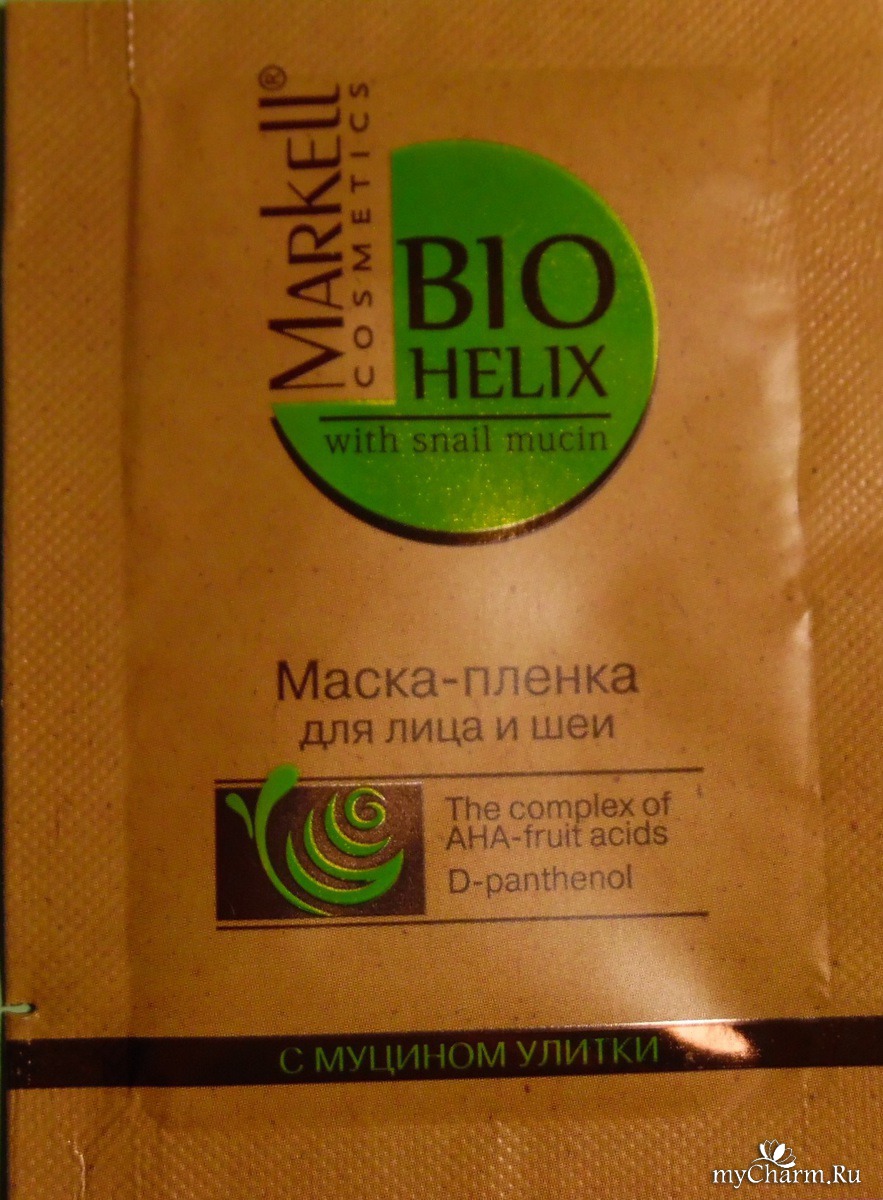 MARKELL®
COSMETICS
BIO
HELIX
with snail mucin
Маска-пленка
для лица и шеи
The complex of
AHA-fruit acids
D-panthenol
С МУЦИНОМ УЛИТКИ
myCharm.Ru